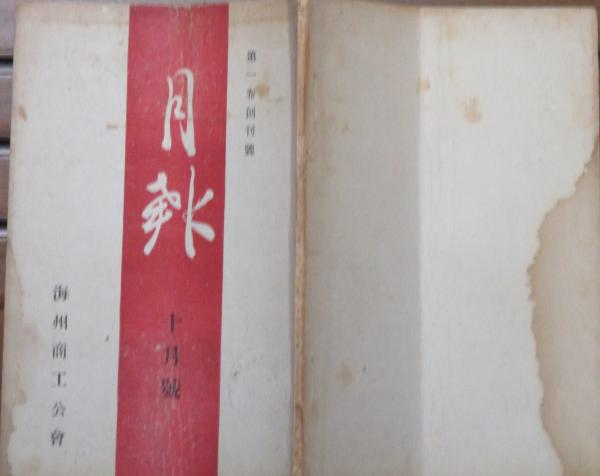 第一卷創刊號
月報
十月號
海州商工公會